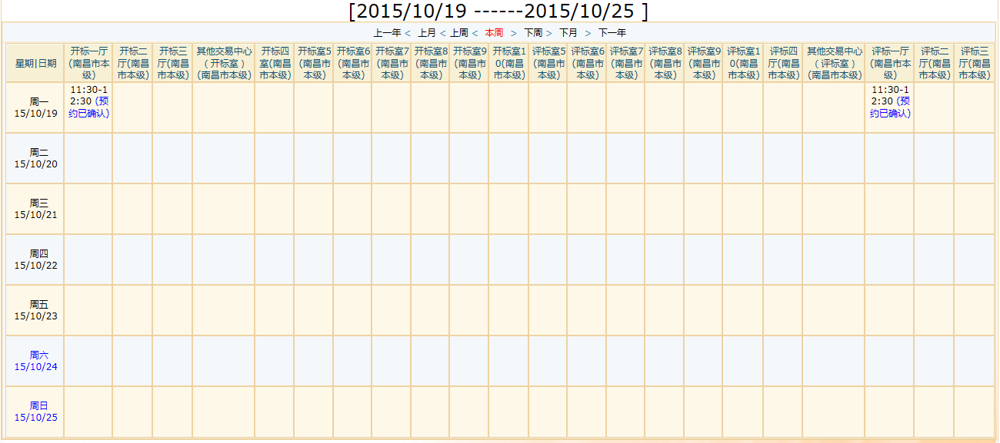 [2015/10/19 ------2015/10/25 ]
上一年 < 上月 < 上周 < 本周 > 下周 > 下月 > 下一年
星期|日期
开标一厅
(南昌市本
级)
开标二
厅(南昌
市本级)
开标三
厅(南昌
市本级)
其他交易中心
（开标室）
(南昌市本级)
开标四
室(南昌
市本级)
开标室5
(南昌市
本级)
开标室6
(南昌市
本级)
开标室7
(南昌市
本级)
开标室8
(南昌市
本级)
开标室9
(南昌市
本级)
开标室1
0(南昌
市本级)
评标室5
(南昌市
本级)
评标室6
(南昌市
本级)
评标室7
(南昌市
本级)
评标室8
(南昌市
本级)
评标室9
(南昌市
本级)
评标室1
0(南昌
市本级)
评标四
厅(南昌
市本级)
其他交易中心
（评标室）
(南昌市本级)
评标一厅
(南昌市本
级)
评标二
厅(南昌
市本级)
评标三
厅(南昌
市本级)
周一
15/10/19
11:30-1
2:30 (预
约已确认)
11:30-1
2:30 (预
约已确认)
周二
15/10/20
周三
15/10/21
周四
15/10/22
周五
15/10/23
周六
15/10/24
周日
15/10/25